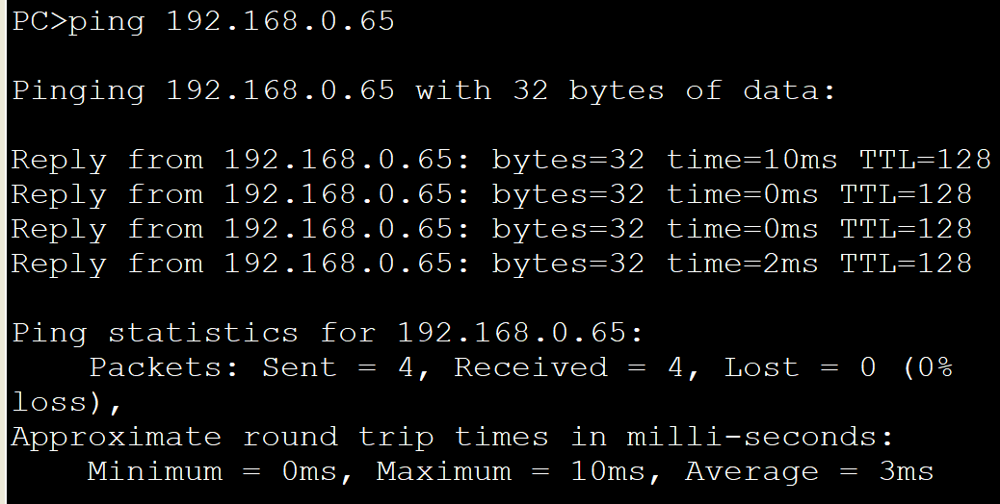 PC>ping 192.168.0.65
Pinging 192.168.0.65 with 32 bytes of data:
Reply from 192.168.0.65: bytes=32 time=10ms TTL=128
Reply from 192.168.0.65: bytes=32 time=0ms TTL=128
Reply from 192.168.0.65: bytes=32 time=0ms TTL=128
Reply from 192.168.0.65: bytes=32 time=2ms TTL=128
Ping statistics for 192.168.0.65:
    Packets: Sent = 4, Received = 4, Lost = 0 (0%
loss),
Approximate round trip times in milli-seconds:
    Minimum = 0ms, Maximum = 10ms, Average = 3ms